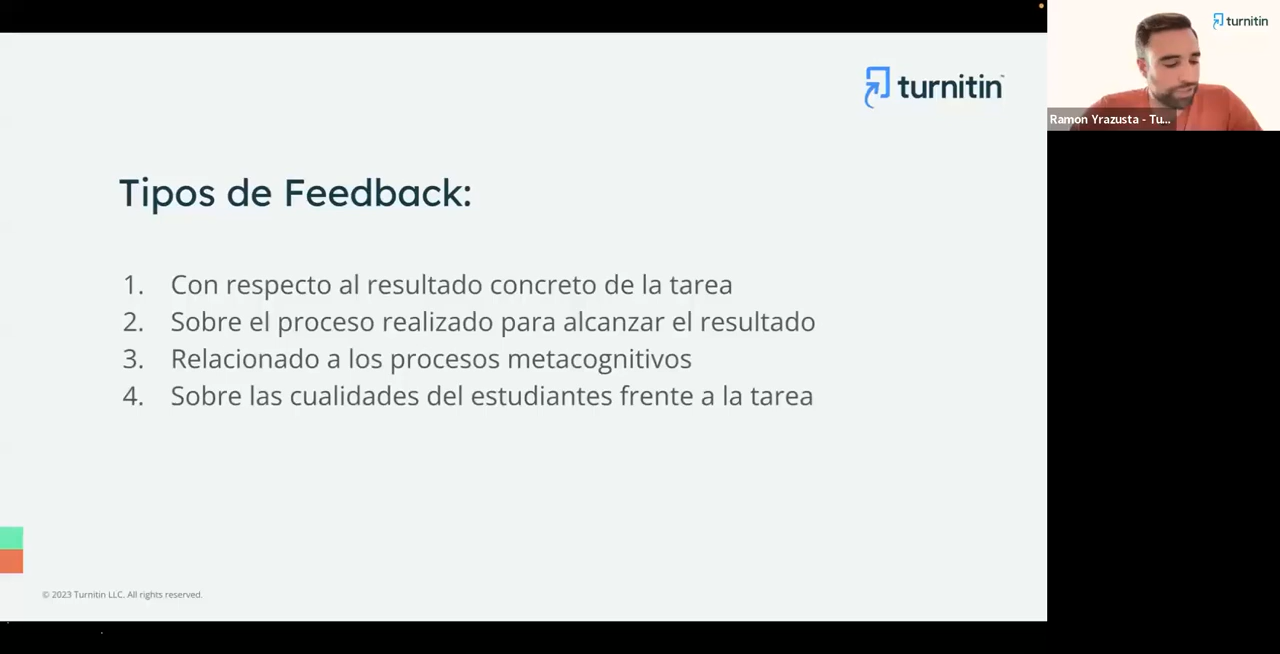 turnitin
Tipos de Feedback:
1. Con respecto al resultado concreto de la tarea
2. Sobre el proceso realizado para alcanzar el resultado
3. Relacionado a los procesos metacognitivos
4. Sobre las cualidades del estudiantes frente a la tarea
© 2023 Turnitin LLC. All rights reserved.
turnitin
Ramon Yrazusta - Tu...